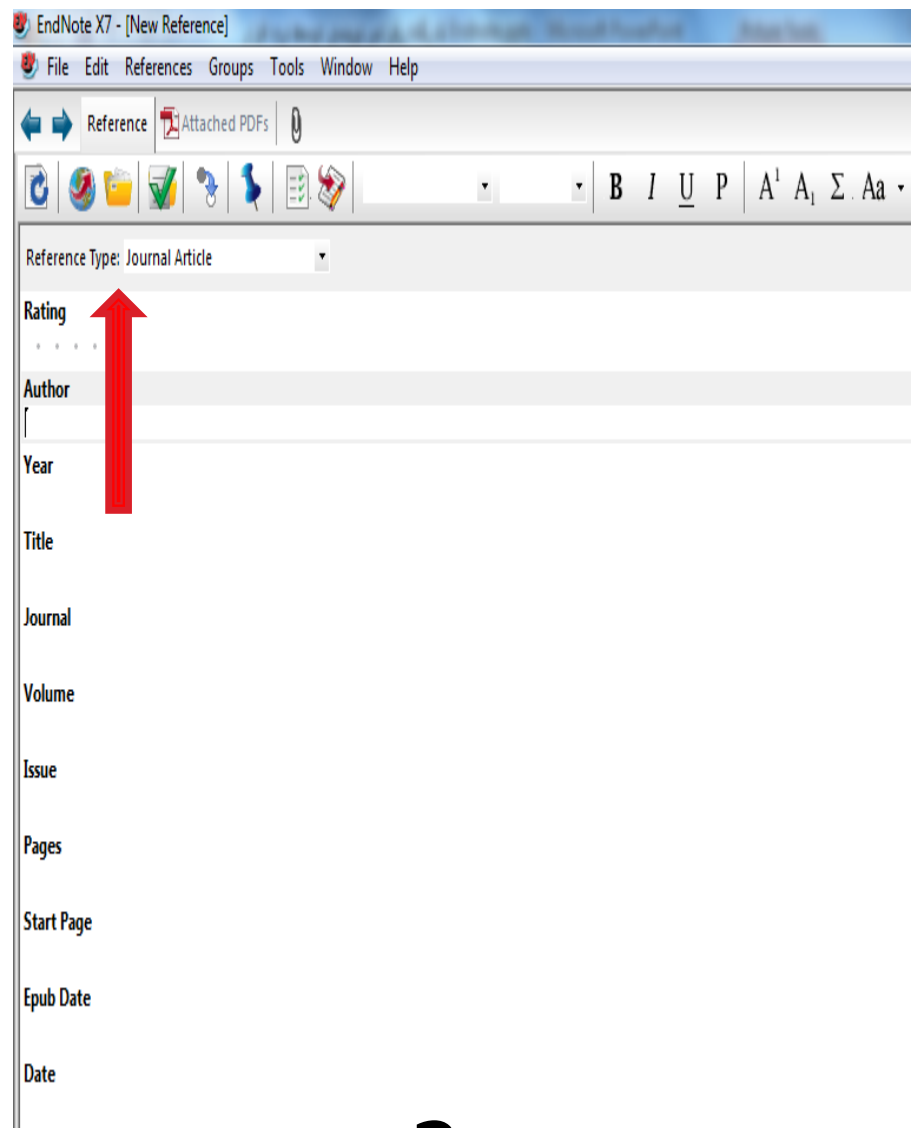 EndNote X7 - [New Reference]
File Edit References Groups Tools Window Help
Reference Attached PDFs
B I U P A¹ A₁ Σ Aa
Reference Type: Journal Article
Rating
Author
Year
Title
Journal
Volume
Issue
Pages
Start Page
Epub Date
Date